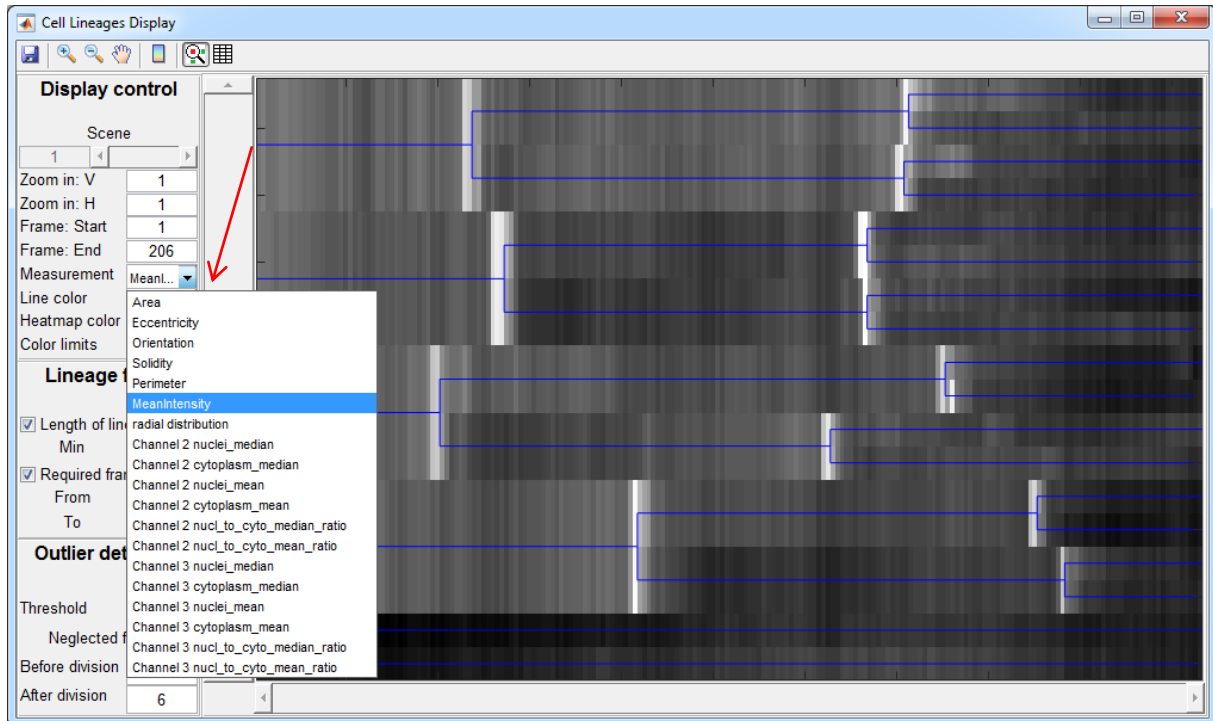 Cell Lineages Display
Display control
Scene
1
Zoom in: V 1
Zoom in: H 1
Frame: Start 1
Frame: End 206
Measurement MeanI...
Line color
Heatmap color
Color limits
Area
Eccentricity
Orientation
Solidity
Perimeter
MeanIntensity
radial distribution
Channel 2 nuclei_median
Channel 2 cytoplasm_median
Channel 2 nuclei_mean
Channel 2 cytoplasm_mean
Channel 2 nucl_to_cyto_median_ratio
Channel 2 nucl_to_cyto_mean_ratio
Channel 3 nuclei_median
Channel 3 cytoplasm_median
Channel 3 nuclei_mean
Channel 3 cytoplasm_mean
Channel 3 nucl_to_cyto_median_ratio
Channel 3 nucl_to_cyto_mean_ratio
Lineage
Length of
Min
Required
From
To
Outlier
Threshold
Neglected
Before division
After division 6